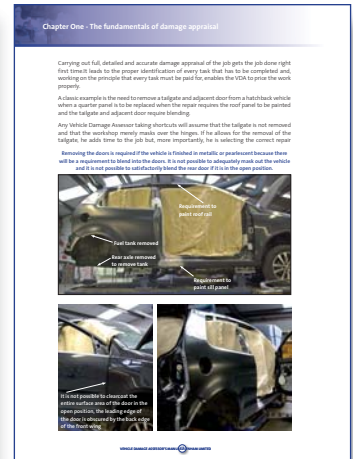 Chapter One - The fundamentals of damage appraisal
Carrying out full, detailed and accurate damage appraisal of the job gets the job done right
first time.It leads to the proper identification of every task that has to be completed and,
working on the principle that every task must be paid for, enables the VDA to price the work
properly.
A classic example is the need to remove a tailgate and adjacent door from a hatchback vehicle
when a quarter panel is to be replaced when the repair requires the roof panel to be painted
and the tailgate and adjacent door require blending.
Any Vehicle Damage Assessor taking shortcuts will assume that the tailgate is not removed
and that the workshop merely masks over the hinges. If he allows for the removal of the
tailgate, he adds time to the job but, more importantly, he is selecting the correct repair
Removing the doors is required if the vehicle is finished in metallic or pearlescent because there
will be a requirement to blend into the doors. It is not possible to adequately mask out the vehicle
and it is not possible to satisfactorily blend the rear door if it is in the open position.
Requirement to
paint roof rail
Fuel tank removed
Rear axle removed
to remove tank
Requirement to
paint sill panel
It is not possible to clearcoat the
entire surface area of the door in the
open position, the leading edge of
the door is obscured by the back edge
of the front wing